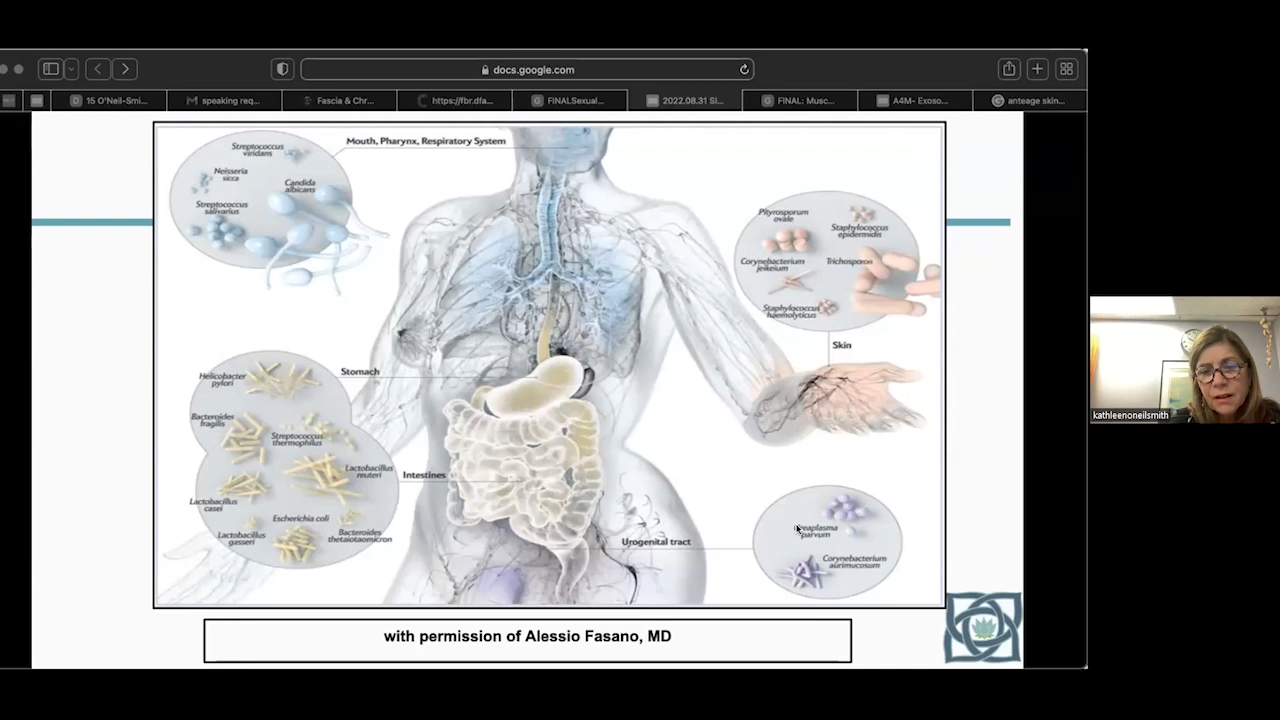 docs.google.com
15 O'Neil-Smi...
speaking req...
Fascia & Chr...
https://fbr.dfa...
FINALSexual...
2022.08.31 Sl...
FINAL: Musc...
A4M- Exoso...
anteage skin...
Mouth, Pharynx, Respiratory System
Streptococcus
viridans
Neisseria
sicca
Candida
albicans
Streptococcus
salivarius
Pityrosporum
ovale
Staphylococcus
epidermidis
Corynebacterium
jeikeium
Trichosporon
Staphylococcus
haemolyticus
Skin
Stomach
Helicobacter
pylori
Bacteroides
fragilis
Streptococcus
thermophilus
Lactobacillus
reuteri
Lactobacillus
casei
Intestines
Escherichia coli
Lactobacillus
gasseri
Bacteroides
thetaiotaomicron
Urogenital tract
parvum
Corynebacterium
aurimucosum
with permission of Alessio Fasano, MD
kathleenoneilsmith